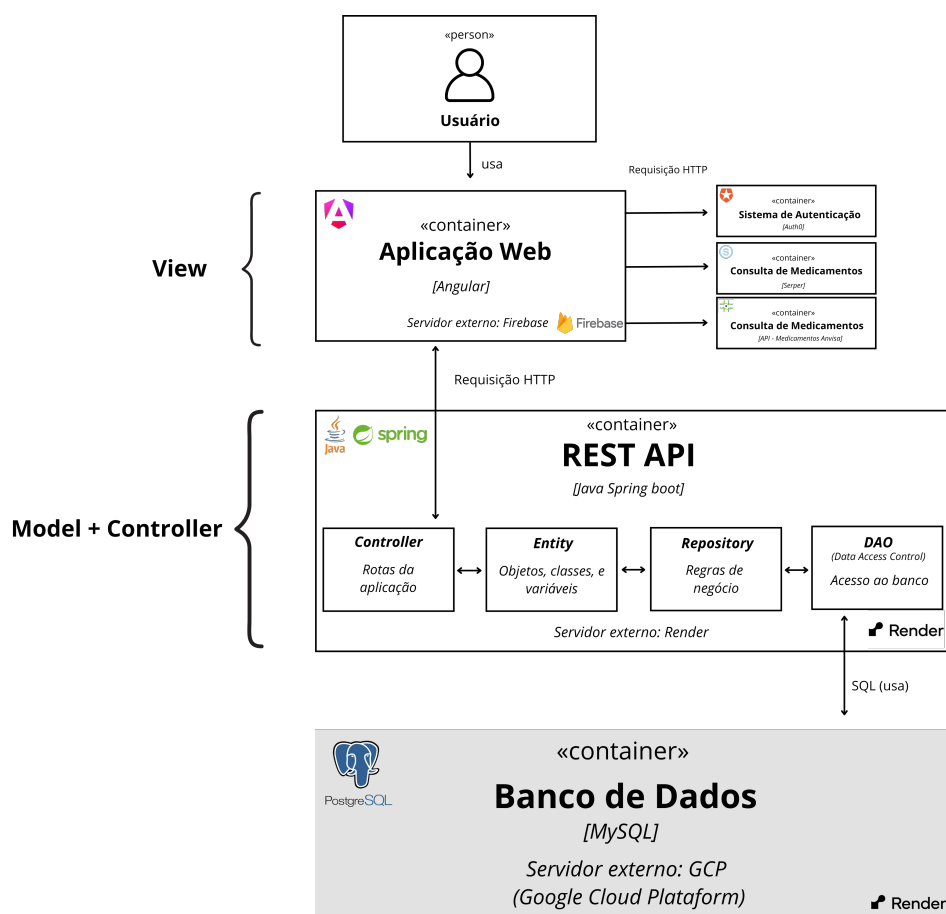 «person»
Usuário
usa
Requisição HTTP
«container»
Sistema de Autenticação
[Auth0]
«container»
Consulta de Medicamentos
[Serper]
«container»
Consulta de Medicamentos
[API - Medicamentos Anvisa]
View
«container»
Aplicação Web
[Angular]
Servidor externo: Firebase
Firebase
Requisição HTTP
Model + Controller
Java
spring
«container»
REST API
[Java Spring boot]
Controller
Rotas da
aplicação
Entity
Objetos, classes, e
variáveis
Repository
Regras de
negócio
DAO
(Data Access Control)
Acesso ao banco
Servidor externo: Render
Render
SQL (usa)
PostgreSQL
«container»
Banco de Dados
[MySQL]
Servidor externo: GCP
(Google Cloud Plataform)
Render